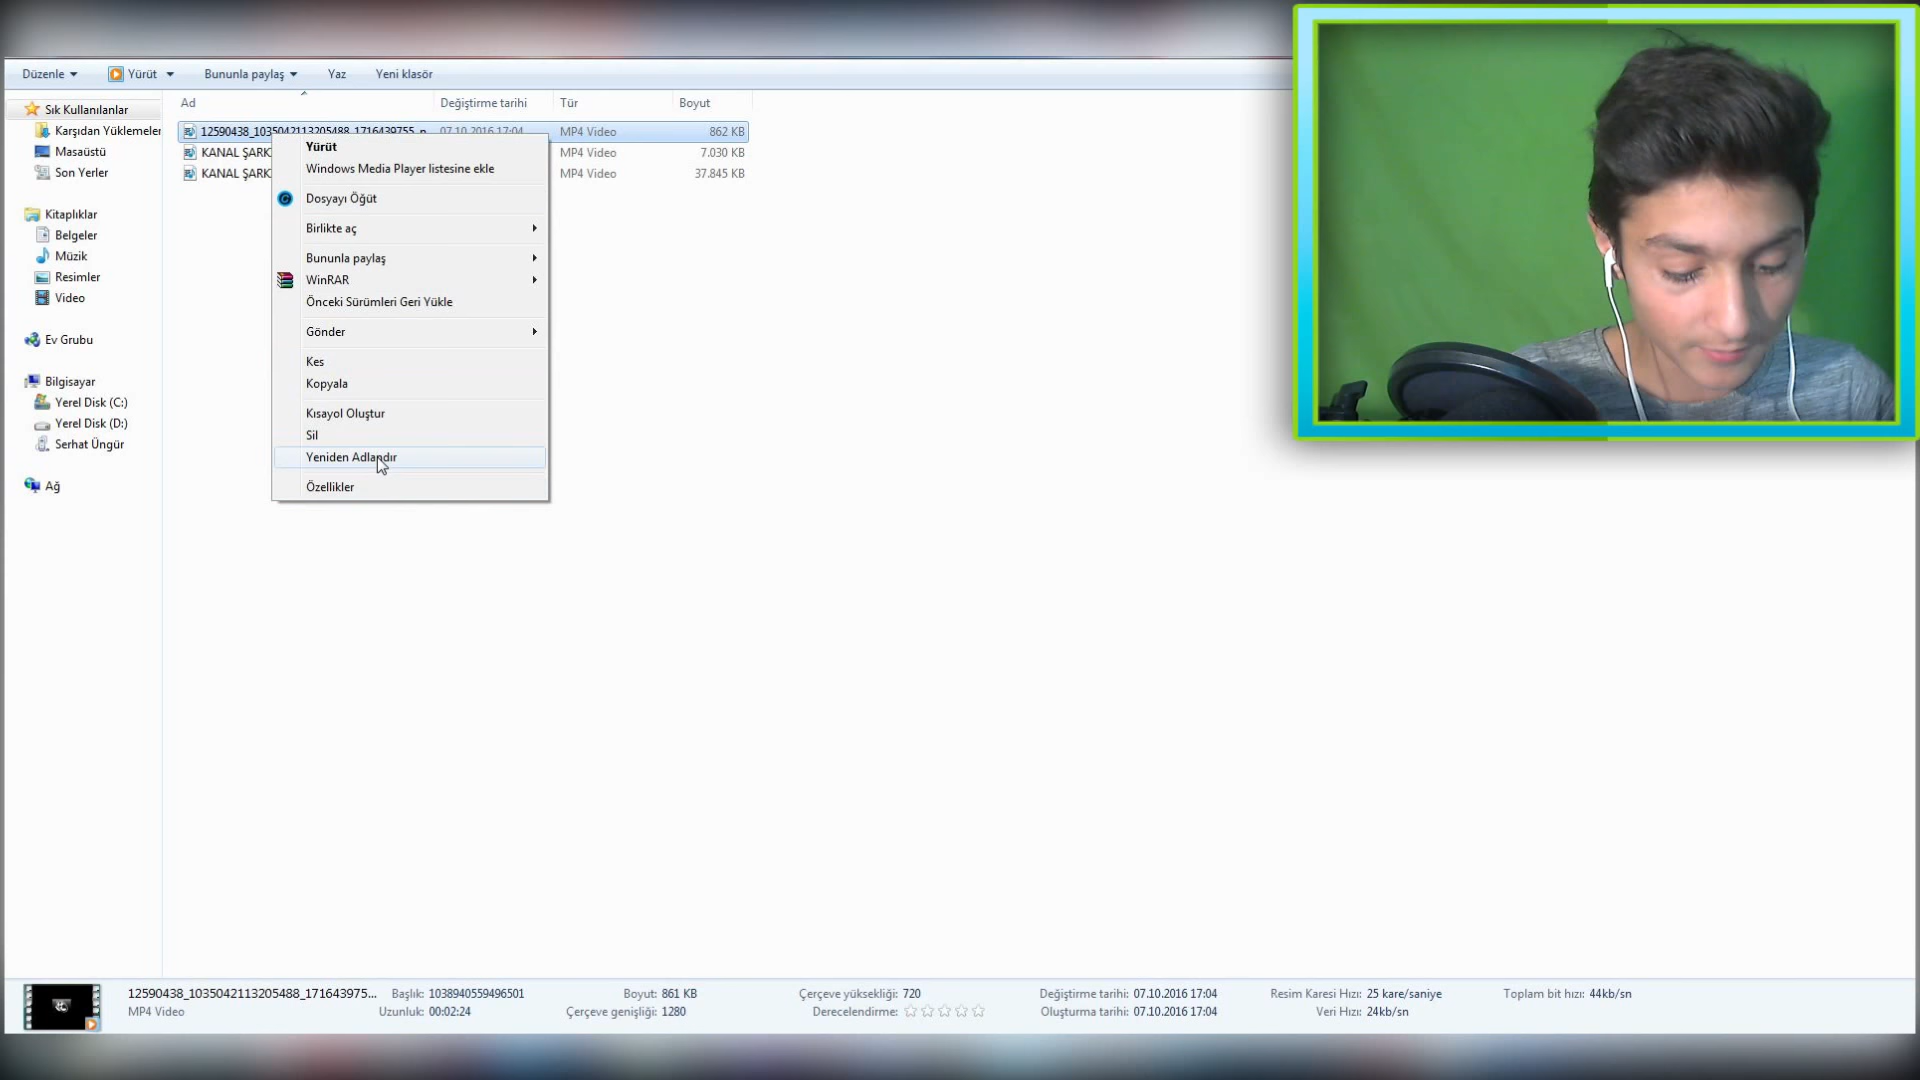 Düzenle Yürüt Bununla paylaş Yaz Yeni klasör
Ad Değiştirme tarihi Tür Boyut
12590438_1035042113205488_1716439755_n 07.10.2016 17:04 MP4 Video 862 KB
KANAL ŞARK MP4 Video 7.030 KB
KANAL ŞARK MP4 Video 37.845 KB
Sık Kullanılanlar
Karşıdan Yüklemeler
Masaüstü
Son Yerler
Kitaplıklar
Belgeler
Müzik
Resimler
Video
Ev Grubu
Bilgisayar
Yerel Disk (C:)
Yerel Disk (D:)
Serhat Üngür
Ağ
Yürüt
Windows Media Player listesine ekle
Dosyayı Öğüt
Birlikte aç
Bununla paylaş
WinRAR
Önceki Sürümleri Geri Yükle
Gönder
Kes
Kopyala
Kısayol Oluştur
Sil
Yeniden Adlandır
Özellikler
12590438_1035042113205488_171643975... Başlık: 1038940559496501 Boyut: 861 KB Çerçeve yüksekliği: 720 Değiştirme tarihi: 07.10.2016 17:04 Resim Karesi Hızı: 25 kare/saniye Toplam bit hızı: 44kb/sn
MP4 Video Uzunluk: 00:02:24 Çerçeve genişliği: 1280 Derecelendirme: Oluşturma tarihi: 07.10.2016 17:04 Veri Hızı: 24kb/sn